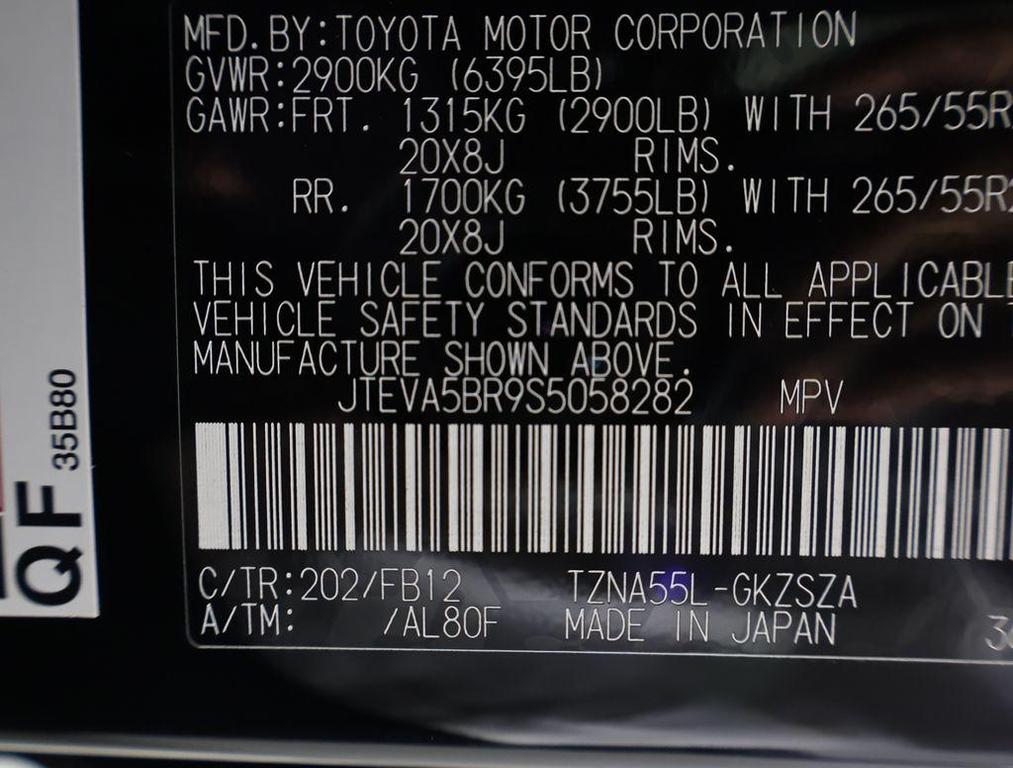 MFD.BY:TOYOTA MOTOR CORPORATION
GVWR:2900KG (6395LB)
GAWR:FRT. 1315KG (2900LB) WITH 265/55R
20X8J RIMS.
RR. 1700KG (3755LB) WITH 265/55R2
20X8J RIMS.
THIS VEHICLE CONFORMS TO ALL APPLICABLE
VEHICLE SAFETY STANDARDS IN EFFECT ON
MANUFACTURE SHOWN ABOVE.
JTEVA5BR9S5058282 MPV
C/TR:202/FB12 TZNA55L-GKZSZA
A/TM: /AL80F MADE IN JAPAN
QF 35B80